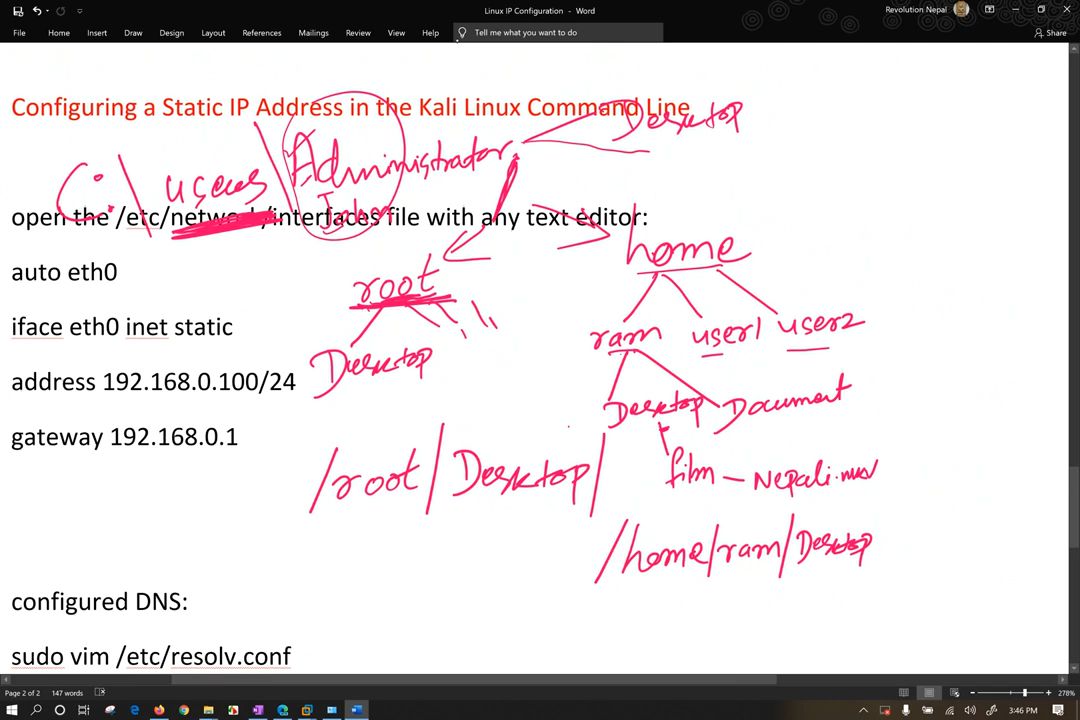 Linux IP Configuration - Word
Revolution Nepal
File Home Insert Draw Design Layout References Mailings Review View Help Tell me what you want to do Share
Configuring a Static IP Address in the Kali Linux Command Line
Desktop
C:\users\Administrator
John
open the /etc/network/interfaces file with any text editor:
home
auto eth0
root
iface eth0 inet static
ram user1 user2
Desktop
address 192.168.0.100/24
Desktop Document
gateway 192.168.0.1
/root/Desktop/
film - Nepali.
/home/ram/Desktop
configured DNS:
sudo vim /etc/resolv.conf
Page 2 of 2 147 words
278%
3:46 PM